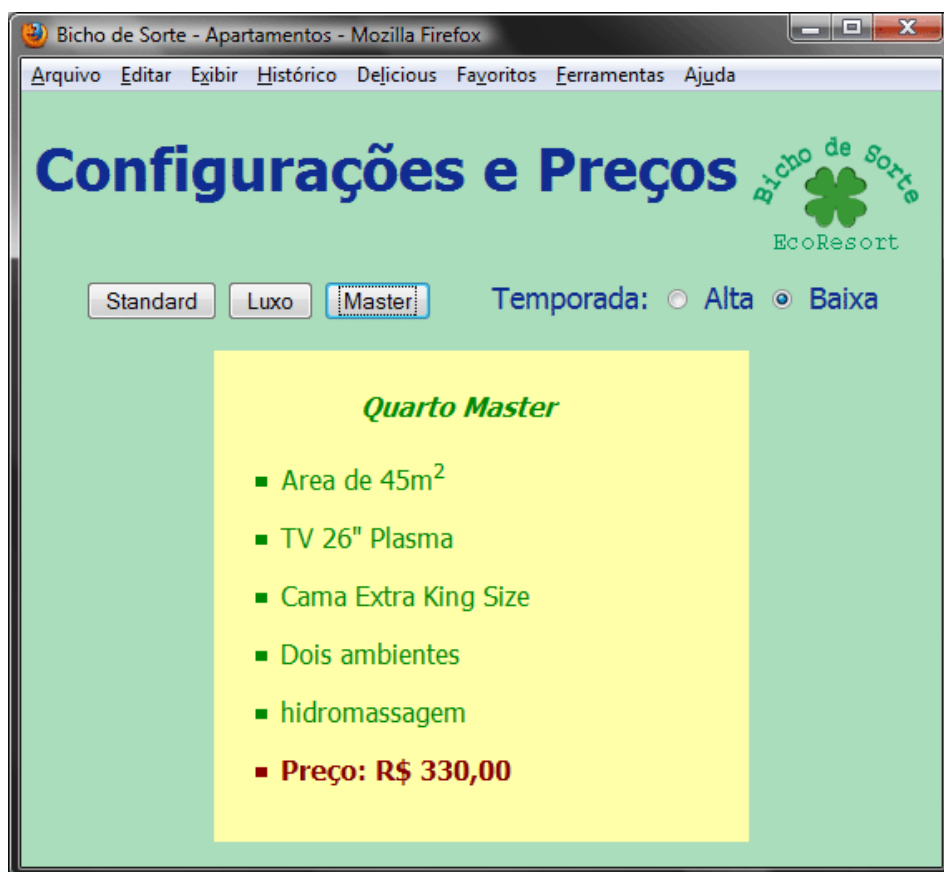 Bicho de Sorte - Apartamentos - Mozilla Firefox
Arquivo Editar Exibir Histórico Delicious Favoritos Ferramentas Ajuda
Configurações e Preços
Bicho de Sorte
EcoResort
Standard Luxo Master Temporada: Alta Baixa
Quarto Master
Area de 45m²
TV 26" Plasma
Cama Extra King Size
Dois ambientes
hidromassagem
Preço: R$ 330,00